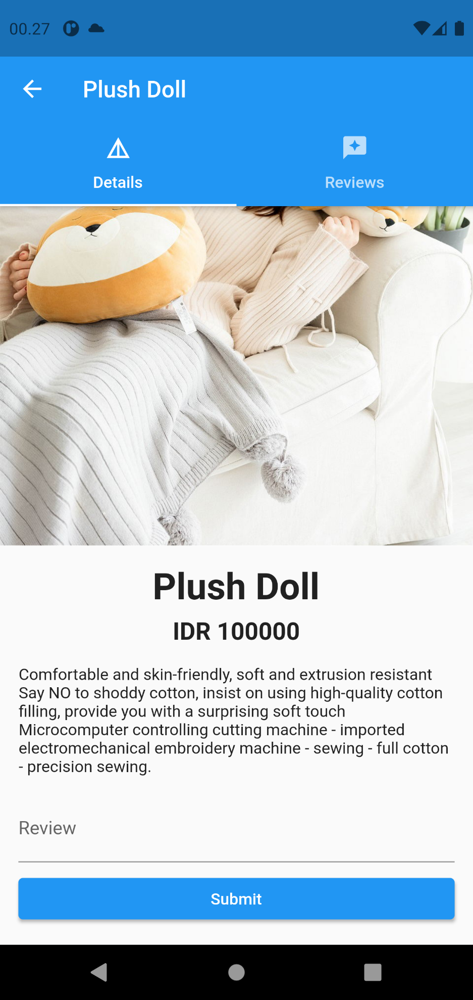 00.27
Plush Doll
Details
Reviews
Plush Doll
IDR 100000
Comfortable and skin-friendly, soft and extrusion resistant
Say NO to shoddy cotton, insist on using high-quality cotton
filling, provide you with a surprising soft touch
Microcomputer controlling cutting machine - imported
electromechanical embroidery machine - sewing - full cotton
- precision sewing.
Review
Submit